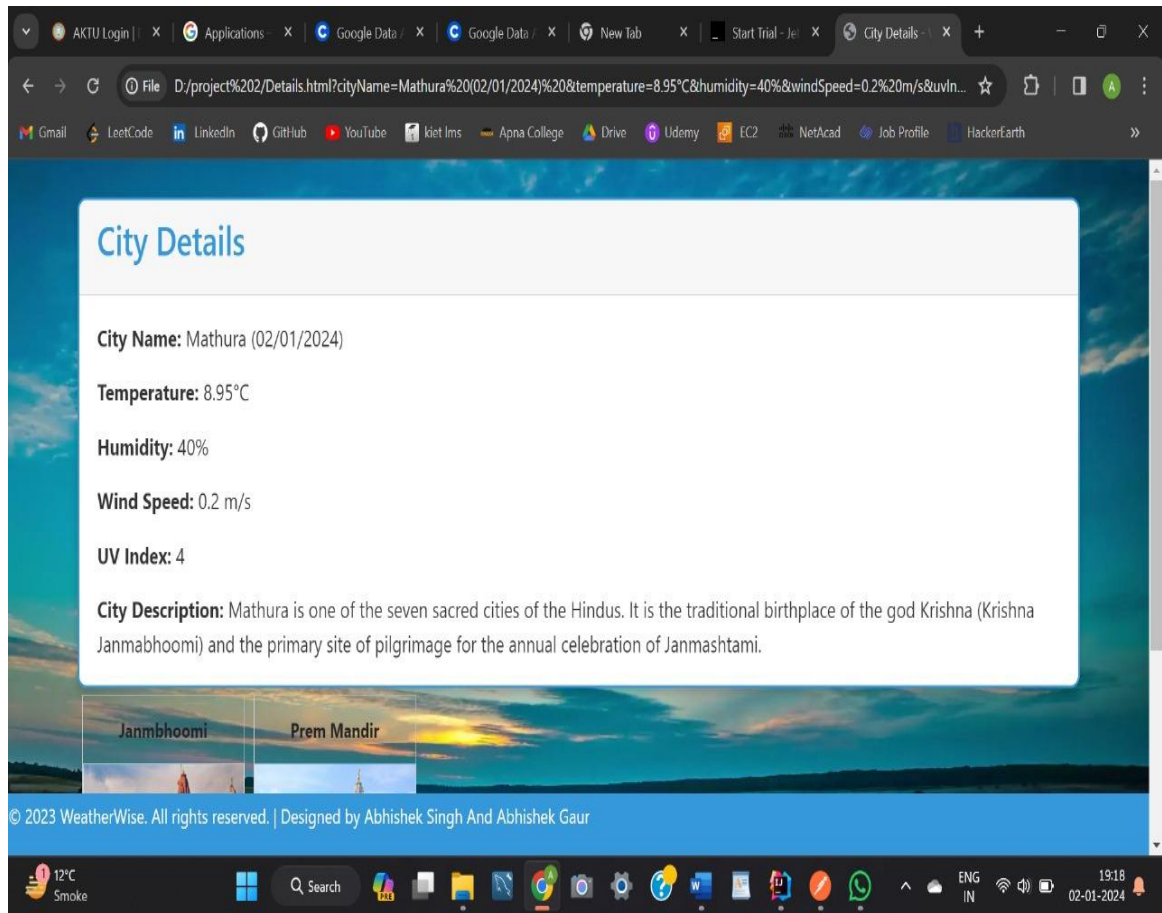 AKTU Login |
Applications -
Google Data A
Google Data A
New Tab
Start Trial - Je
City Details -
File D:/project%202/Details.html?cityName=Mathura%20(02/01/2024)%20&temperature=8.95°C&humidity=40%&windSpeed=0.2%20m/s&uvIn...
A
Gmail LeetCode LinkedIn GitHub YouTube kiet lms Apna College Drive Udemy EC2 NetAcad Job Profile HackerEarth »
City Details
City Name: Mathura (02/01/2024)
Temperature: 8.95°C
Humidity: 40%
Wind Speed: 0.2 m/s
UV Index: 4
City Description: Mathura is one of the seven sacred cities of the Hindus. It is the traditional birthplace of the god Krishna (Krishna
Janmabhoomi) and the primary site of pilgrimage for the annual celebration of Janmashtami.
Janmbhoomi Prem Mandir
© 2023 WeatherWise. All rights reserved. | Designed by Abhishek Singh And Abhishek Gaur
1
12°C
Smoke
Search
PRE
ENG
IN
19:18
02-01-2024